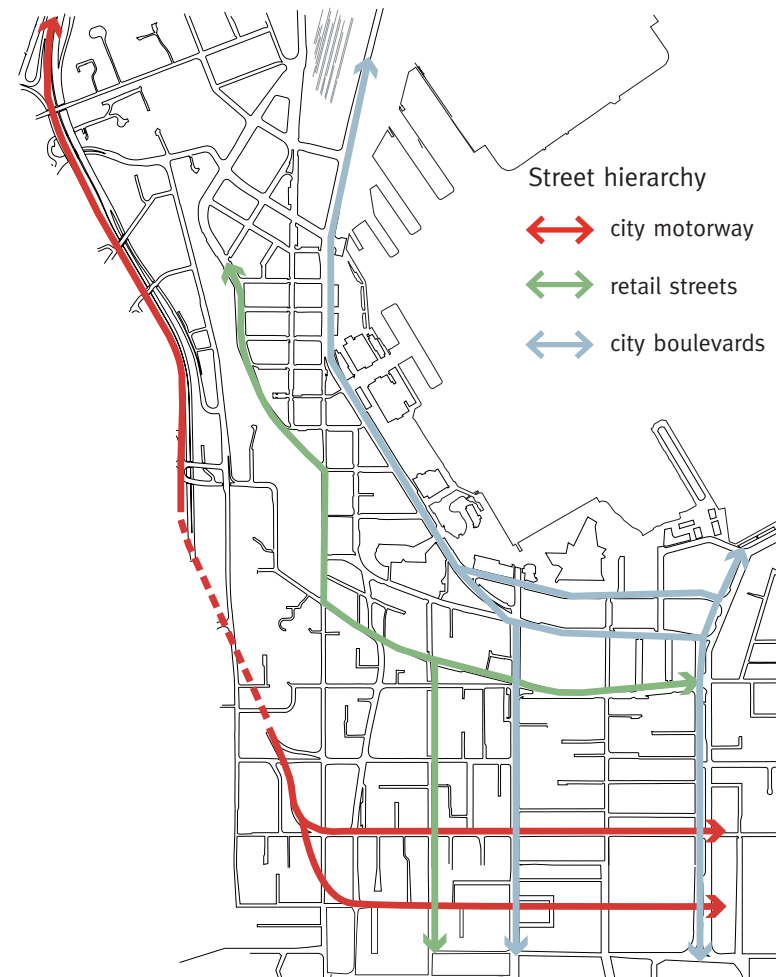 Street hierarchy
city motorway
retail streets
city boulevards